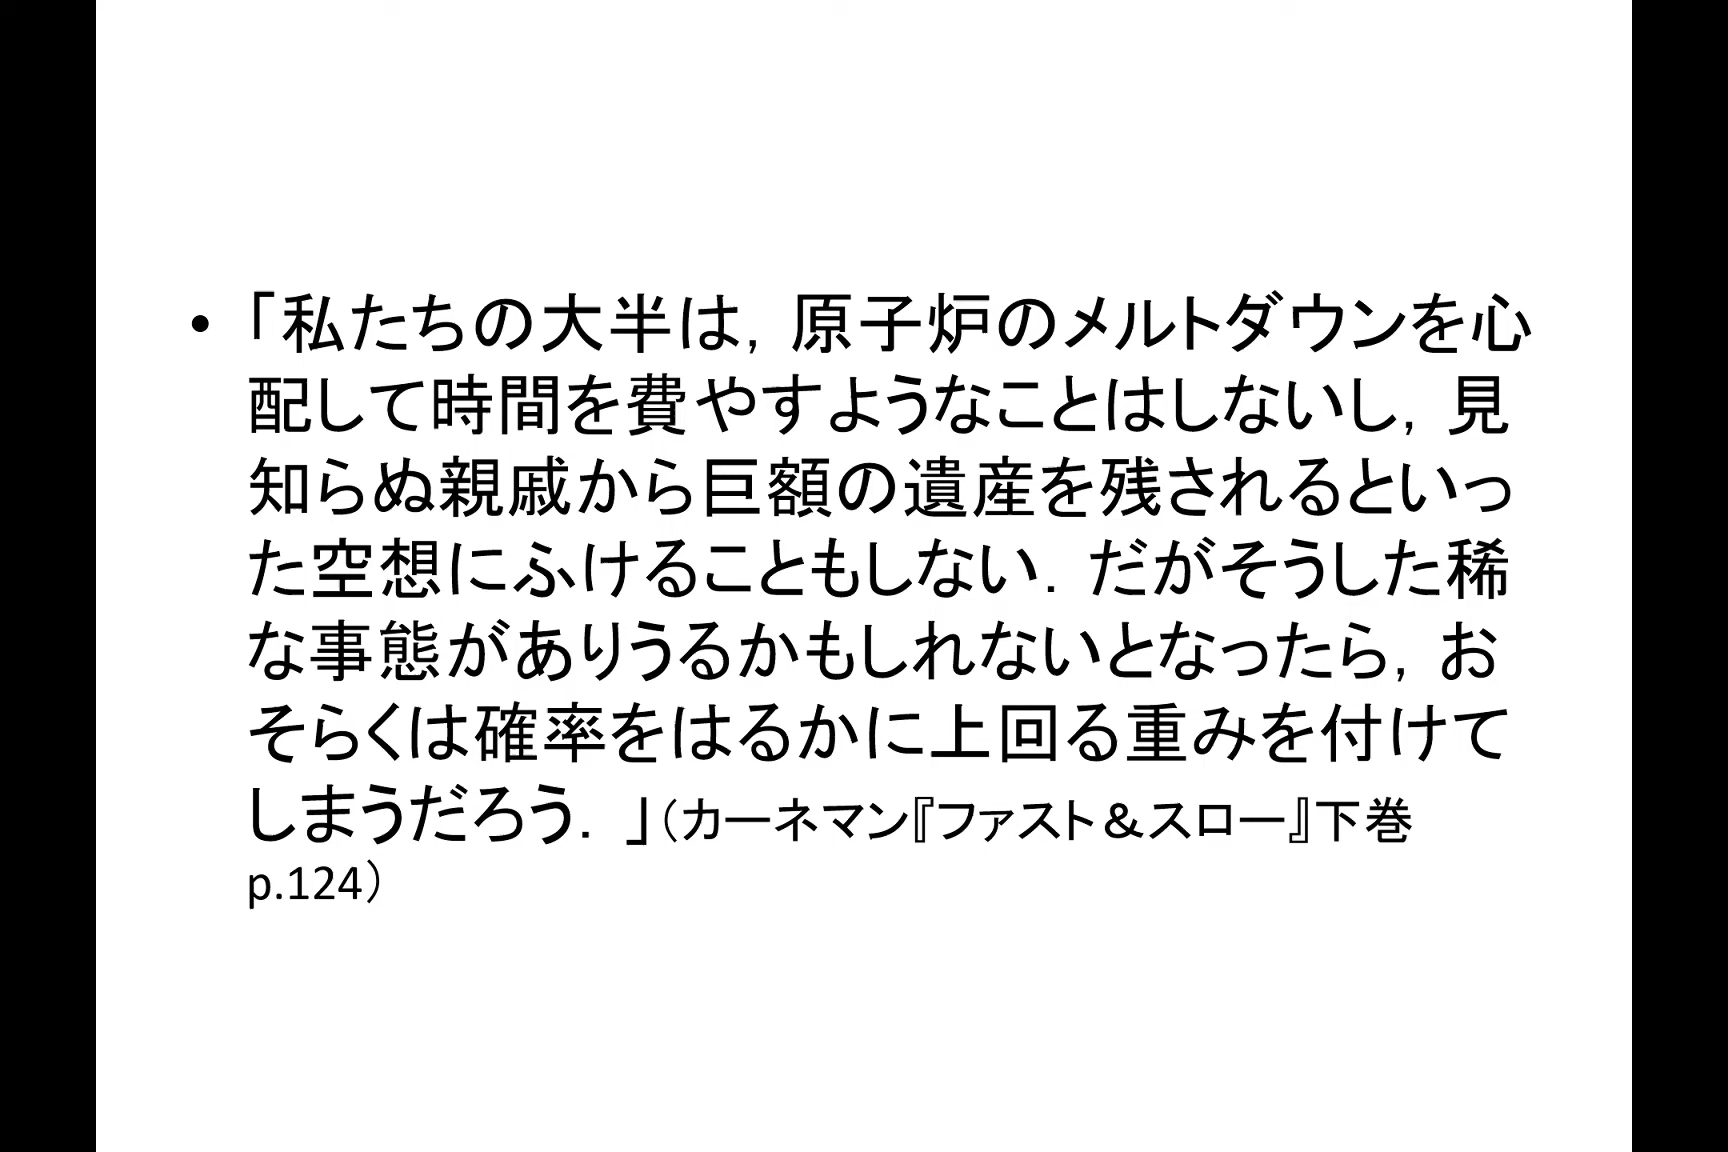 • 「私たちの大半は，原子炉のメルトダウンを心
配して時間を費やすようなことはしないし，見
知らぬ親戚から巨額の遺産を残されるといっ
た空想にふけることもしない．だがそうした稀
な事態がありうるかもしれないとなったら，お
そらくは確率をはるかに上回る重みを付けて
しまうだろう．」（カーネマン『ファスト＆スロー』下巻
p.124）